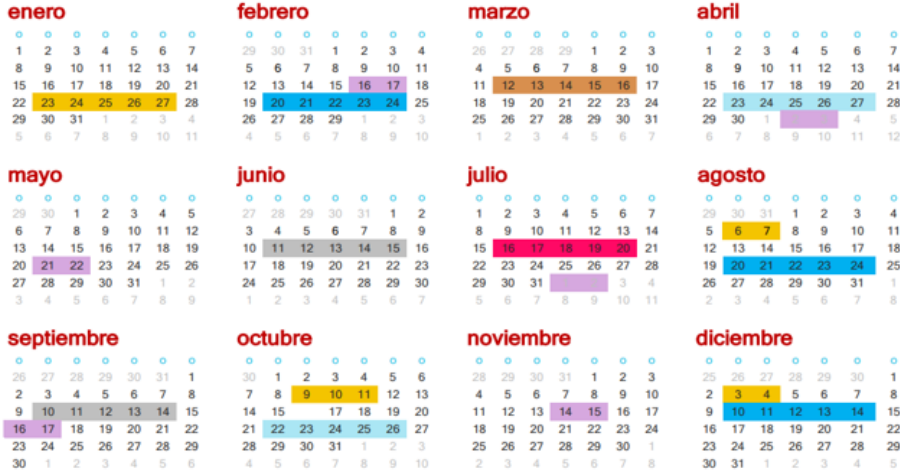 enero
o o o o o o o
1 2 3 4 5 6 7
8 9 10 11 12 13 14
15 16 17 18 19 20 21
22 23 24 25 26 27 28
29 30 31 1 2 3 4
5 6 7 8 9 10 11
febrero
o o o o o o o
29 30 31 1 2 3 4
5 6 7 8 9 10 11
12 13 14 15 16 17 18
19 20 21 22 23 24 25
26 27 28 29 1 2 3
4 5 6 7 8 9 10
marzo
o o o o o o o
26 27 28 29 1 2 3
4 5 6 7 8 9 10
11 12 13 14 15 16 17
18 19 20 21 22 23 24
25 26 27 28 29 30 31
1 2 3 4 5 6 7
abril
o o o o o o o
1 2 3 4 5 6 7
8 9 10 11 12 13 14
15 16 17 18 19 20 21
22 23 24 25 26 27 28
29 30 1 4 5
6 7 8 9 10 11 12
mayo
o o o o o o o
29 30 1 2 3 4 5
6 7 8 9 10 11 12
13 14 15 16 17 18 19
20 21 22 23 24 25 26
27 28 29 30 31 1 2
3 4 5 6 7 8 9
junio
o o o o o o o
27 28 29 30 31 1 2
3 4 5 6 7 8 9
10 11 12 13 14 15 16
17 18 19 20 21 22 23
24 25 26 27 28 29 30
1 2 3 4 5 6 7
julio
o o o o o o o
1 2 3 4 5 6 7
8 9 10 11 12 13 14
15 16 17 18 19 20 21
22 23 24 25 26 27 28
29 30 31 3 4
5 6 7 8 9 10 11
agosto
o o o o o o o
29 30 31 1 2 3 4
5 6 7 8 9 10 11
12 13 14 15 16 17 18
19 20 21 22 23 24 25
26 27 28 29 30 31 1
2 3 4 5 6 7 8
septiembre
o o o o o o o
26 27 28 29 30 31 1
2 3 4 5 6 7 8
9 10 11 12 13 14 15
16 17 18 19 20 21 22
23 24 25 26 27 28 29
30 1 2 3 4 5 6
octubre
o o o o o o o
30 1 2 3 4 5 6
7 8 9 10 11 12 13
14 15 17 18 19 20
21 22 23 24 25 26 27
28 29 30 31 1 2 3
4 5 6 7 8 9 10
noviembre
o o o o o o o
28 29 30 31 1 2 3
4 5 6 7 8 9 10
11 12 13 14 15 16 17
18 19 20 21 22 23 24
25 26 27 28 29 30 1
2 3 4 5 6 7 8
diciembre
o o o o o o o
25 26 27 28 29 30 1
2 3 4 5 6 7 8
9 10 11 12 13 14 15
16 17 18 19 20 21 22
23 24 25 26 27 28 29
30 31 1 2 3 4 5